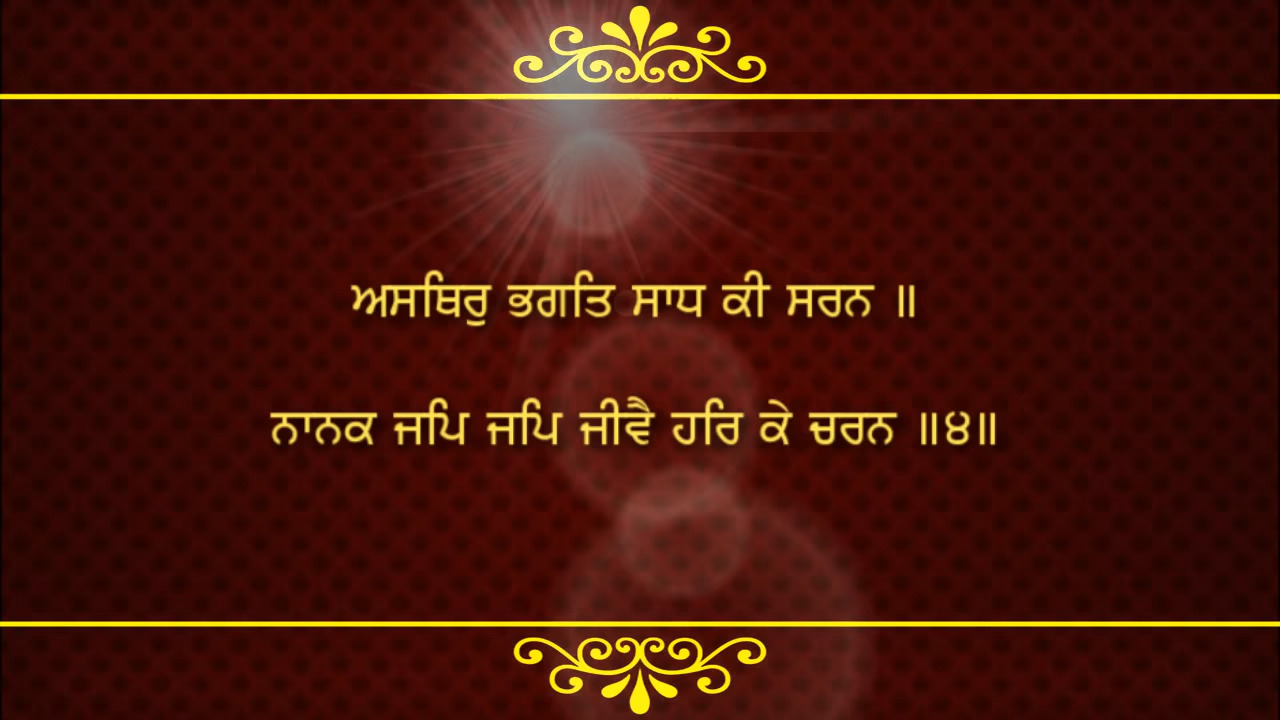 ਅਸਥਿਰੁ ਭਗਤਿ ਸਾਧ ਕੀ ਸਰਨ ॥
ਨਾਨਕ ਜਪਿ ਜਪਿ ਜੀਵੈ ਹਰਿ ਕੇ ਚਰਨ ॥੪॥